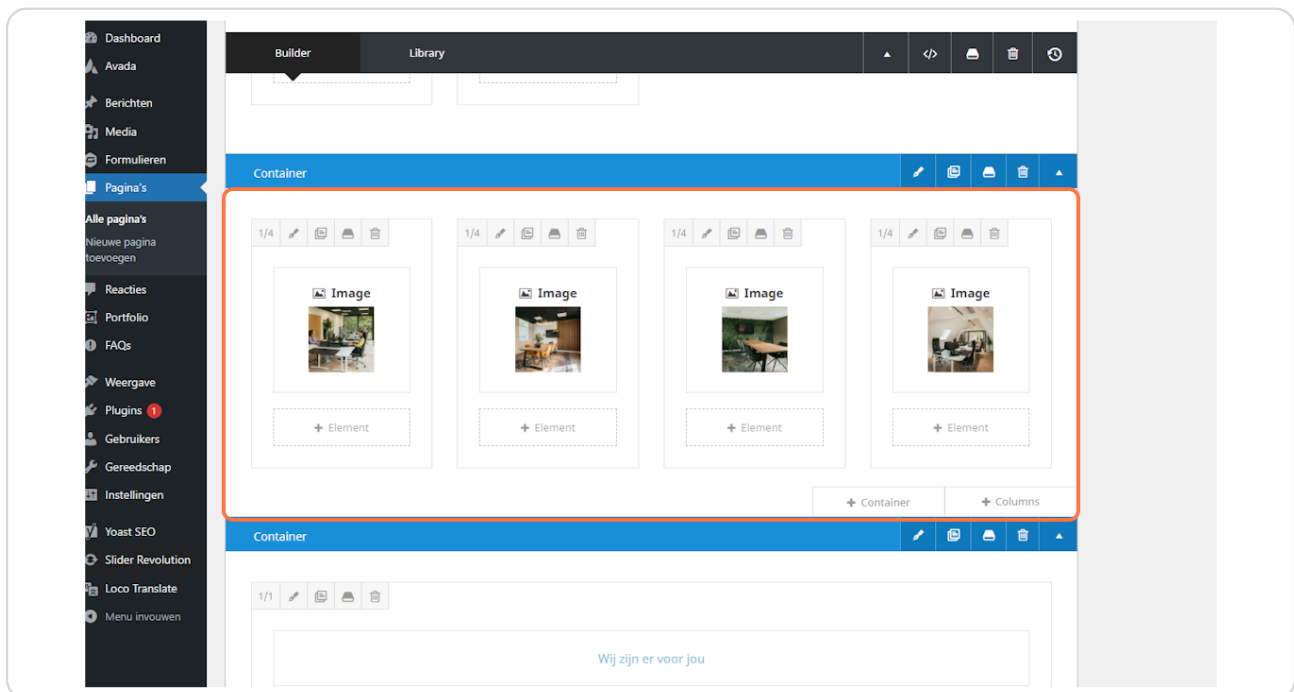 Dashboard
Avada
Berichten
Media
Formulieren
Pagina's
Alle pagina's
Nieuwe pagina
toevoegen
Reacties
Portfolio
FAQs
Weergave
Plugins 1
Gebruikers
Gereedschap
Instellingen
Yoast SEO
Slider Revolution
Loco Translate
Menu invouwen
Builder Library
Container
1/4 1/4 1/4 1/4
Image Image Image Image
+ Element + Element + Element + Element
+ Container + Columns
Container
1/1
Wij zijn er voor jou